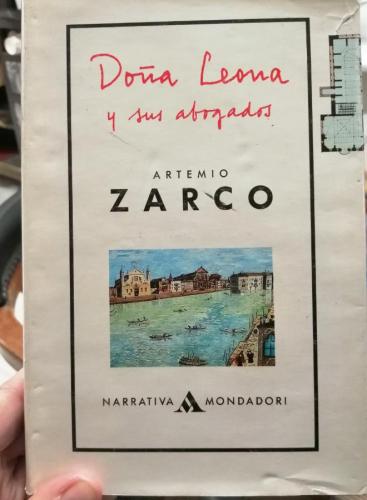 Doña Leona
y sus abogados
ARTEMIO
ZARCO
NARRATIVA MONDADORI